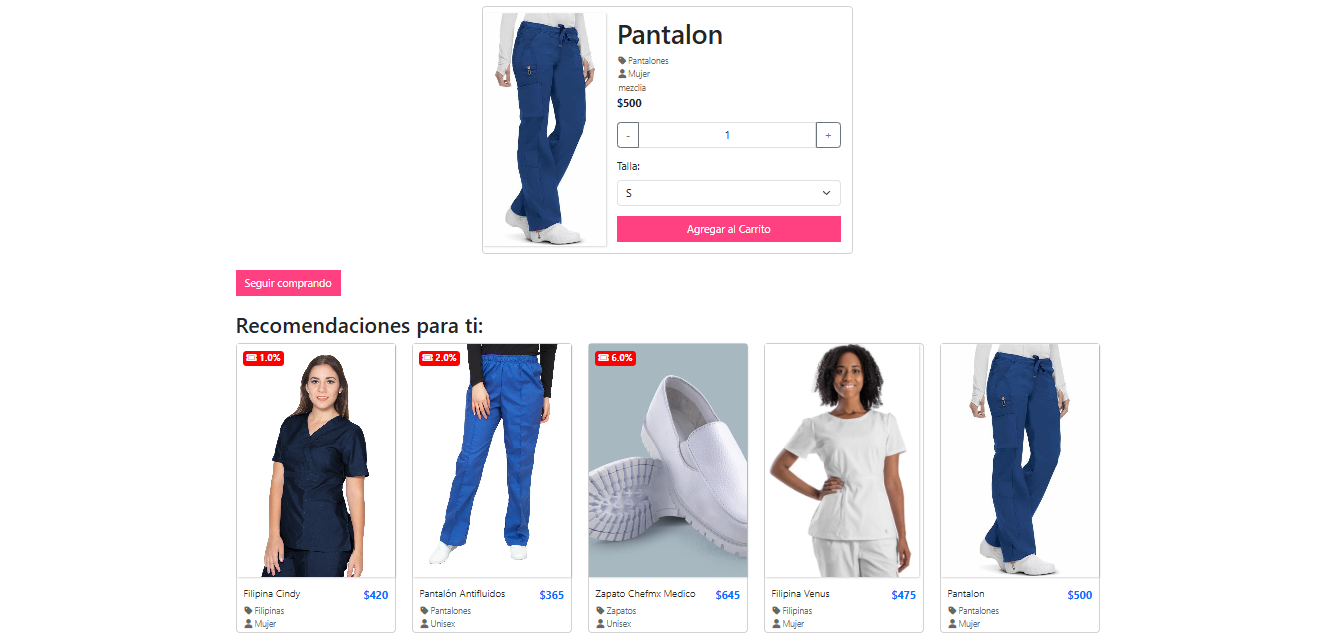 Pantalon
Pantalones
Mujer
mezclia
$500
- 1 +
Talla:
S
Agregar al Carrito
Seguir comprando
Recomendaciones para ti:
1.0%
2.0%
6.0%
Filipina Cindy $420
Filipinas
Mujer
Pantalón Antifluidos $365
Pantalones
Unisex
Zapato Chefmx Medico $645
Zapatos
Unisex
Filipina Venus $475
Filipinas
Mujer
Pantalon $500
Pantalones
Mujer